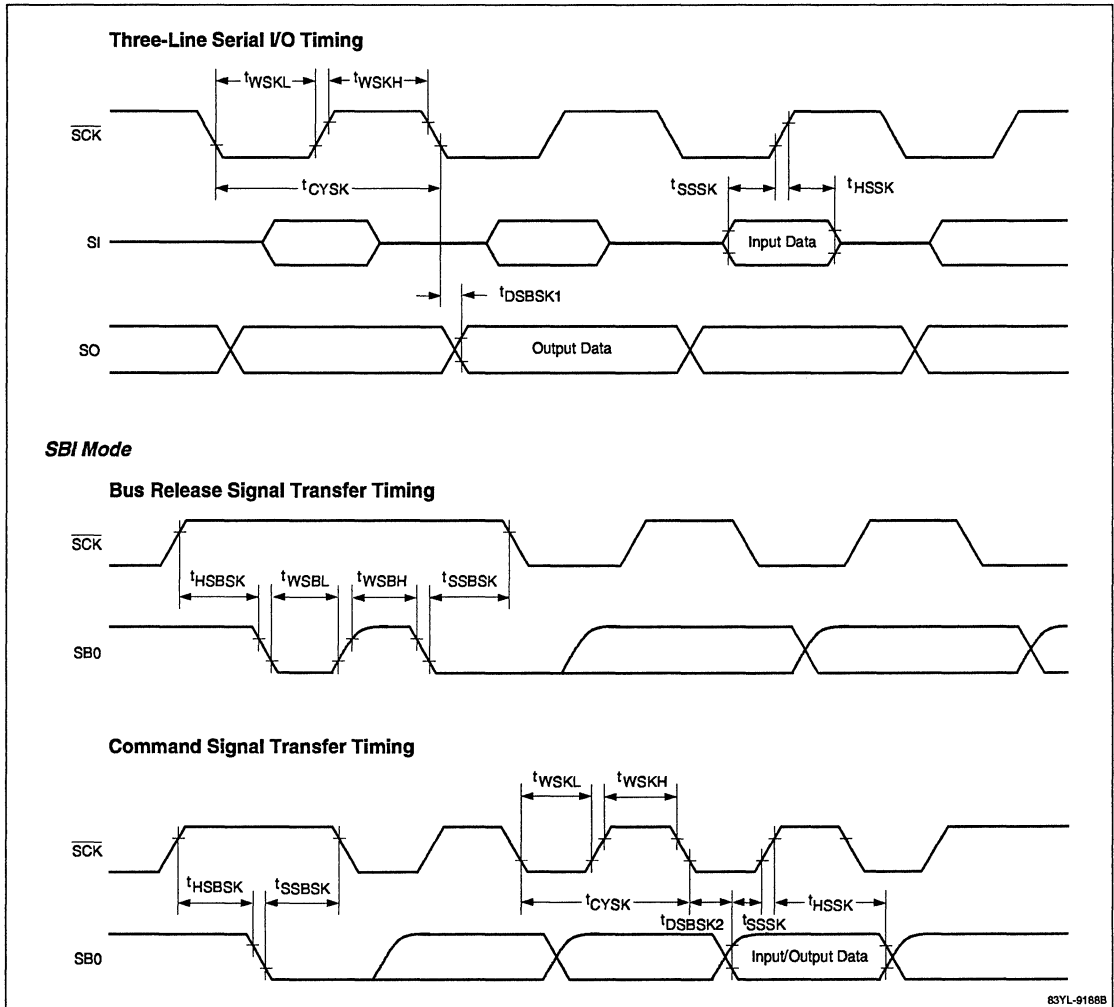 Three-Line Serial I/O Timing
tWSKL
tWSKH
SCK
tCYSK
tSSSK
tHSSK
SI
Input Data
tDSBSK1
SO
Output Data
SBI Mode
Bus Release Signal Transfer Timing
SCK
tHSBSK
tWSBL
tWSBH
tSSBSK
SB0
Command Signal Transfer Timing
tWSKL
tWSKH
SCK
tHSBSK
tSSBSK
tCYSK
tDSBSK2
tSSSK
tHSSK
SB0
Input/Output Data
83YL-9188B